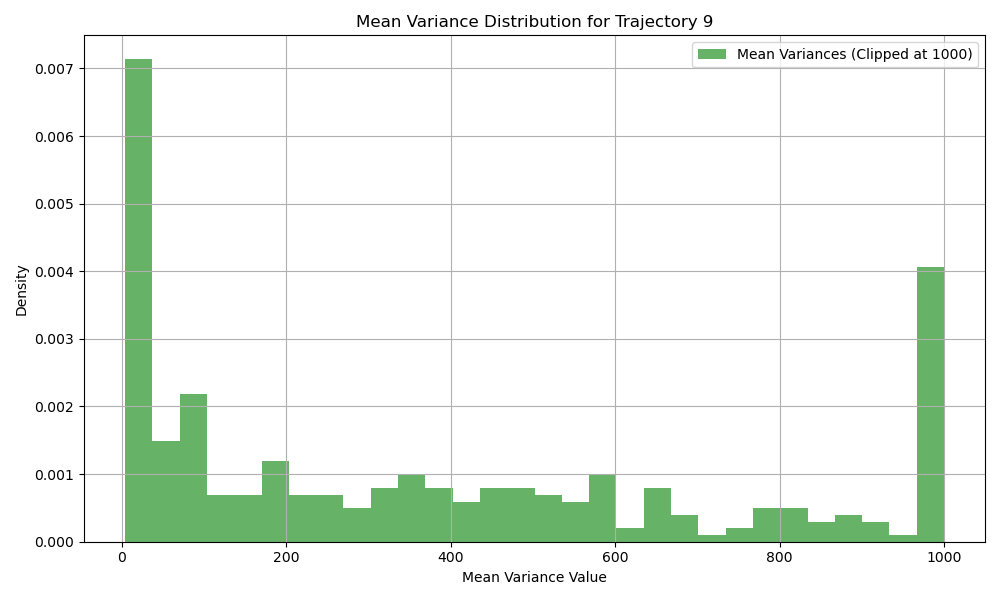 Mean Variance Distribution for Trajectory 9
Mean Variances (Clipped at 1000)
Density
0.007
0.006
0.005
0.004
0.003
0.002
0.001
0.000
0 200 400 600 800 1000
Mean Variance Value